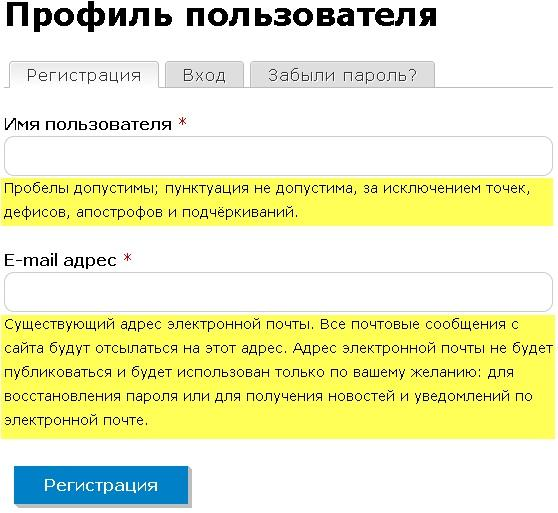 Профиль пользователя
Регистрация Вход Забыли пароль?
Имя пользователя *
Пробелы допустимы; пунктуация не допустима, за исключением точек,
дефисов, апострофов и подчёркиваний.
E-mail адрес *
Существующий адрес электронной почты. Все почтовые сообщения с
сайта будут отсылаться на этот адрес. Адрес электронной почты не будет
публиковаться и будет использован только по вашему желанию: для
восстановления пароля или для получения новостей и уведомлений по
электронной почте.
Регистрация